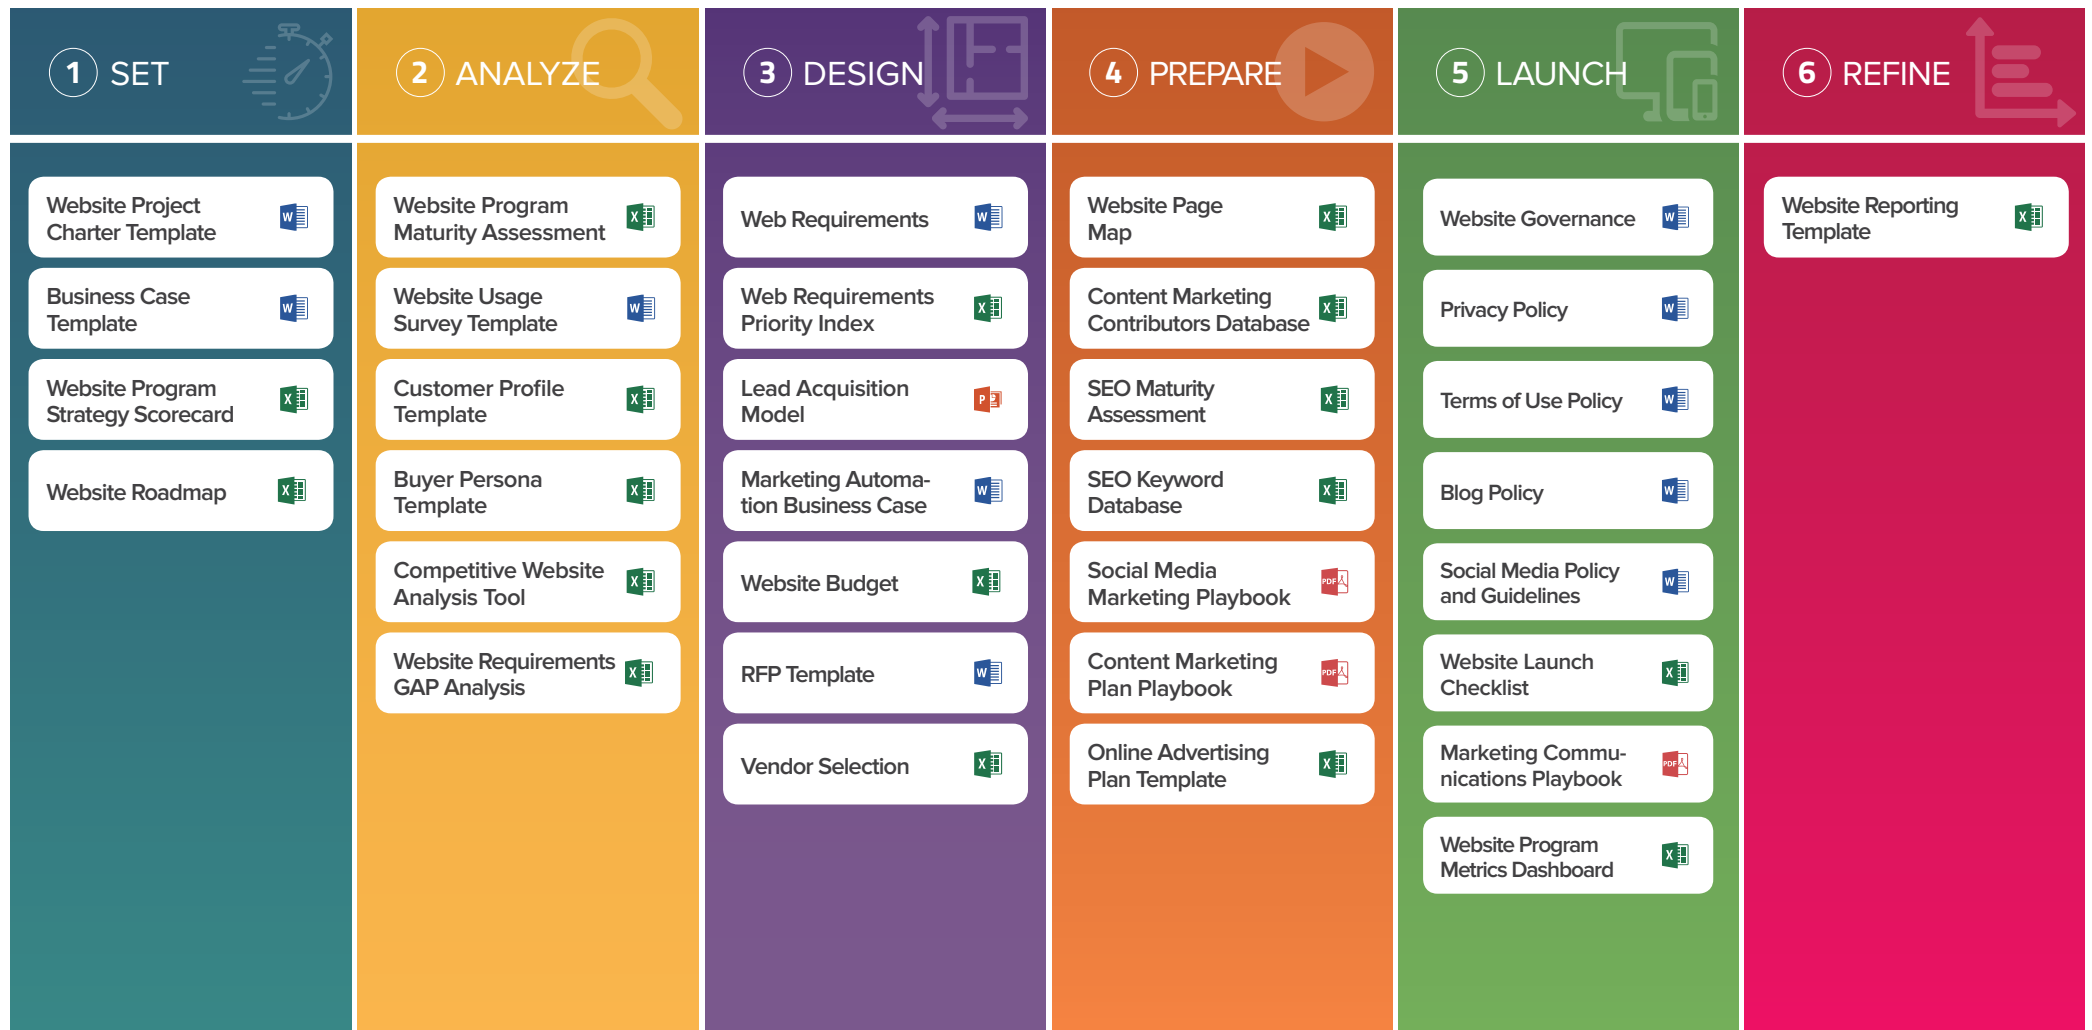 1 SET
Website Project
Charter Template
W
Business Case
Template
W
Website Program
Strategy Scorecard
X
Website Roadmap
X
2 ANALYZE
Website Program
Maturity Assessment
X
Website Usage
Survey Template
W
Customer Profile
Template
X
Buyer Persona
Template
X
Competitive Website
Analysis Tool
X
Website Requirements
GAP Analysis
X
3 DESIGN
Web Requirements
W
Web Requirements
Priority Index
X
Lead Acquisition
Model
P
Marketing Automa-
tion Business Case
W
Website Budget
X
RFP Template
W
Vendor Selection
X
4 PREPARE
Website Page
Map
X
Content Marketing
Contributors Database
X
SEO Maturity
Assessment
X
SEO Keyword
Database
X
Social Media
Marketing Playbook
PDF
Content Marketing
Plan Playbook
PDF
Online Advertising
Plan Template
X
5 LAUNCH
Website Governance
W
Privacy Policy
W
Terms of Use Policy
W
Blog Policy
W
Social Media Policy
and Guidelines
W
Website Launch
Checklist
X
Marketing Commu-
nications Playbook
PDF
Website Program
Metrics Dashboard
X
6 REFINE
Website Reporting
Template
X